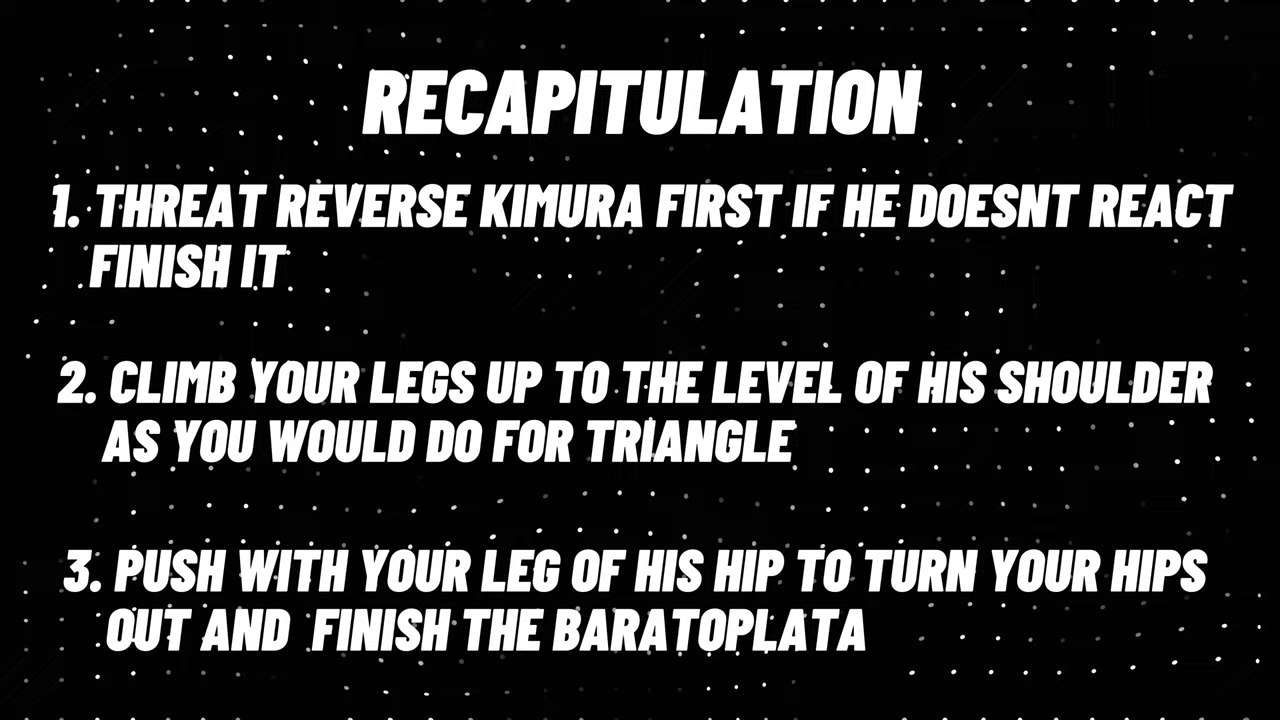 RECAPITULATION
1. THREAT REVERSE KIMURA FIRST IF HE DOESNT REACT
FINISH IT
2. CLIMB YOUR LEGS UP TO THE LEVEL OF HIS SHOULDER
AS YOU WOULD DO FOR TRIANGLE
3. PUSH WITH YOUR LEG OF HIS HIP TO TURN YOUR HIPS
OUT AND FINISH THE BARATOPLATA